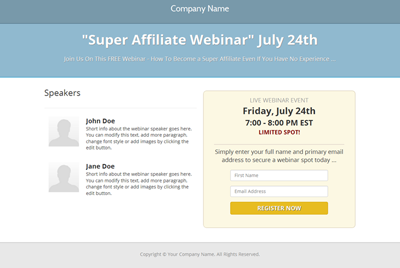 Company Name
"Super Affiliate Webinar" July 24th
Join Us On This FREE Webinar - How To Become a Super Affiliate Even If You Have No Experience ...
Speakers
John Doe
Short info about the webinar speaker goes here.
You can modify this text, add more paragraph,
change font style or add images by clicking the
edit button.
Jane Doe
Short info about the webinar speaker goes here.
You can modify this text, add more paragraph,
change font style or add images by clicking the
edit button.
LIVE WEBINAR EVENT
Friday, July 24th
7:00 - 8:00 PM EST
LIMITED SPOT!
Simply enter your full name and primary email
address to secure a webinar spot today ...
First Name
Email Address
REGISTER NOW
Copyright © Your Company Name. All Rights Reserved.